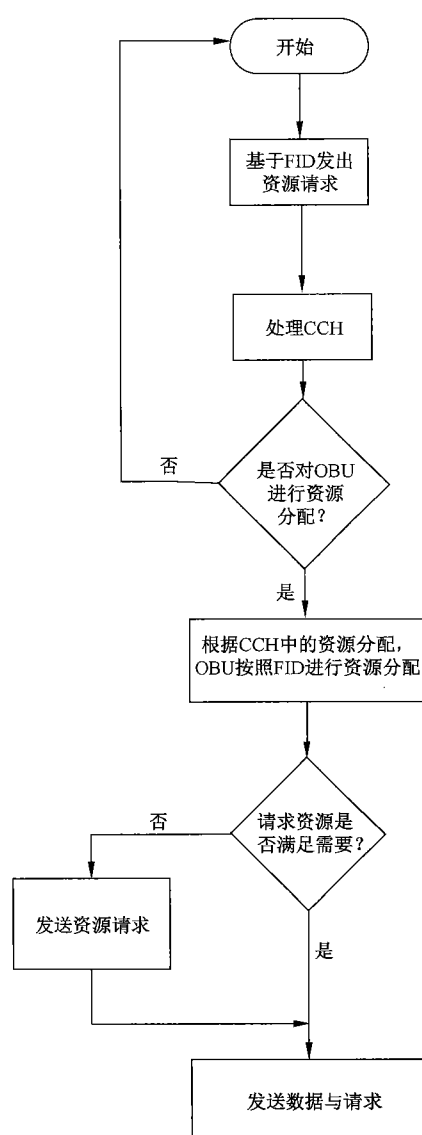 开始
基于FID发出
资源请求
处理CCH
否
是否对OBU
进行资源
分配？
是
根据CCH中的资源分配，
OBU按照FID进行资源分配
否
请求资源是
否满足需要？
发送资源请求
是
发送数据与请求